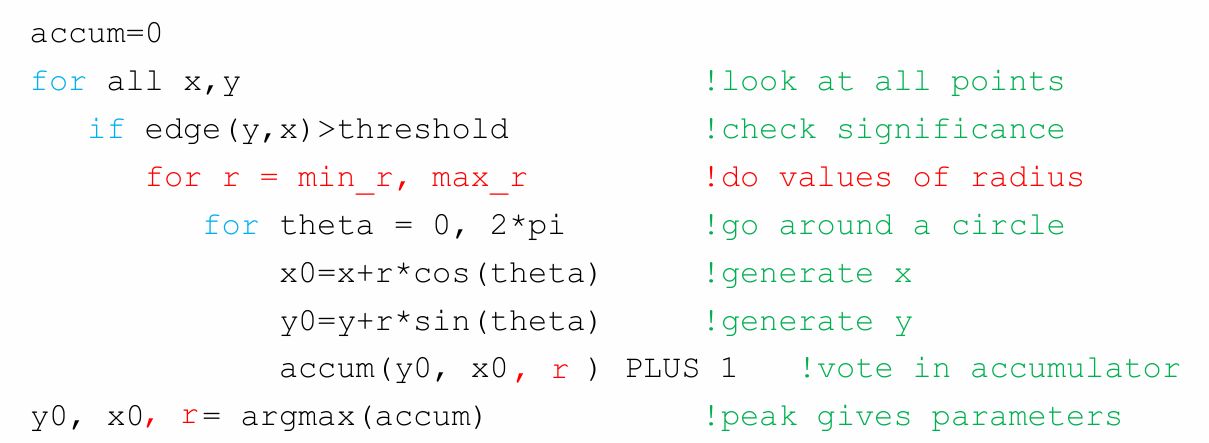 accum=0
for all x,y !look at all points
if edge(y,x)>threshold !check significance
for r = min_r, max_r !do values of radius
for theta = 0, 2*pi !go around a circle
x0=x+r*cos(theta) !generate x
y0=y+r*sin(theta) !generate y
accum(y0, x0, r ) PLUS 1 !vote in accumulator
y0, x0, r= argmax(accum) !peak gives parameters